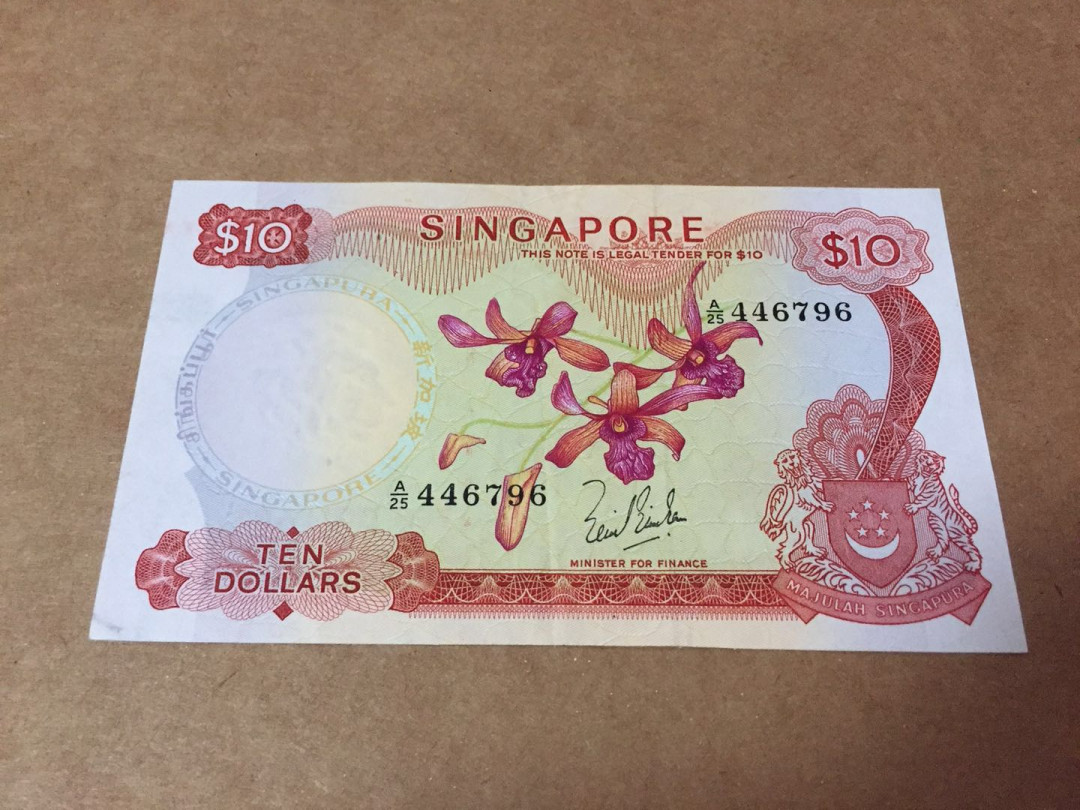 $10
SINGAPORE
$10
THIS NOTE IS LEGAL TENDER FOR $10
A/25 446796
SINGAPURA
新加坡
SINGAPORE
சிங்கப்பூர்
A/25 446796
MINISTER FOR FINANCE
TEN
DOLLARS
MAJULAH SINGAPURA